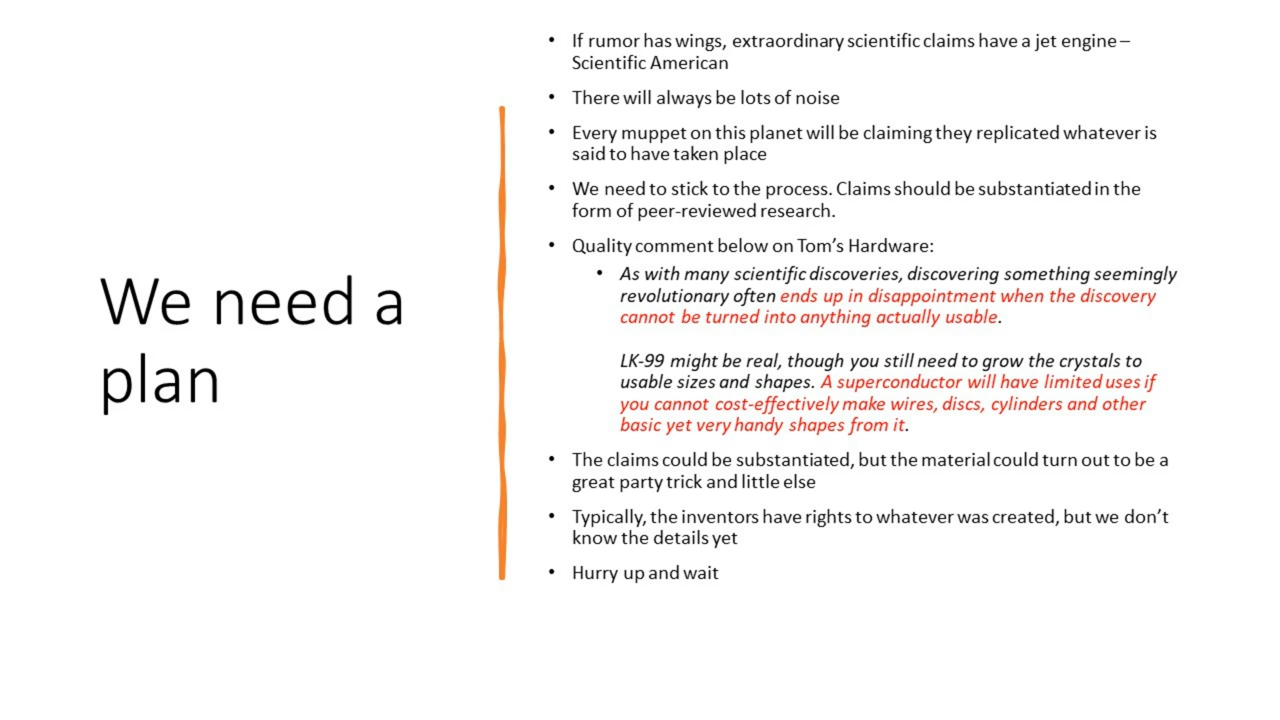 We need a
plan
• If rumor has wings, extraordinary scientific claims have a jet engine –
Scientific American
• There will always be lots of noise
• Every muppet on this planet will be claiming they replicated whatever is
said to have taken place
• We need to stick to the process. Claims should be substantiated in the
form of peer-reviewed research.
• Quality comment below on Tom’s Hardware:
• As with many scientific discoveries, discovering something seemingly
revolutionary often ends up in disappointment when the discovery
cannot be turned into anything actually usable.
LK-99 might be real, though you still need to grow the crystals to
usable sizes and shapes. A superconductor will have limited uses if
you cannot cost-effectively make wires, discs, cylinders and other
basic yet very handy shapes from it.
• The claims could be substantiated, but the material could turn out to be a
great party trick and little else
• Typically, the inventors have rights to whatever was created, but we don’t
know the details yet
• Hurry up and wait